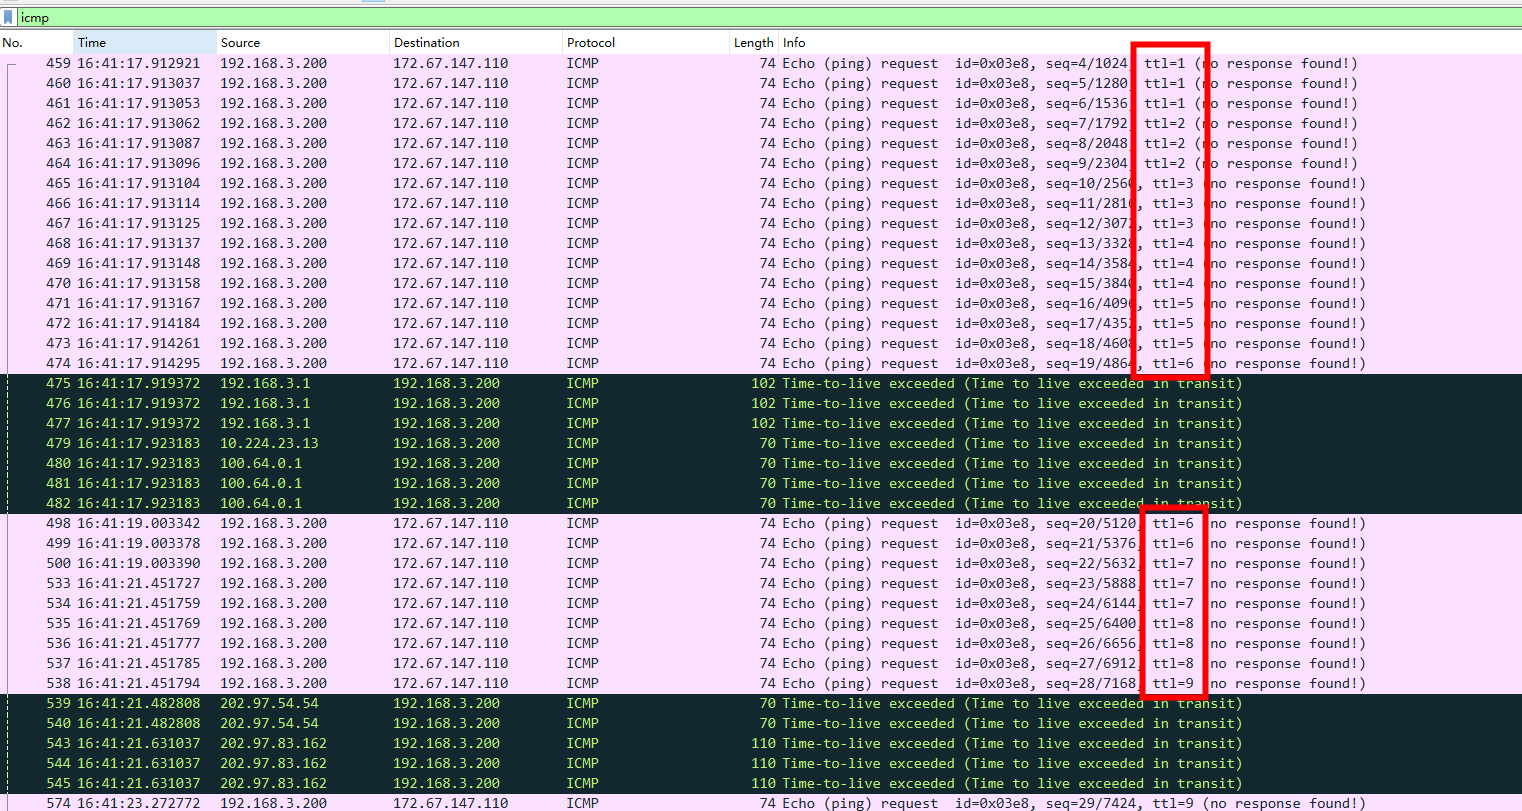 icmp
No. Time Source Destination Protocol Length Info
459 16:41:17.912921 192.168.3.200 172.67.147.110 ICMP 74 Echo (ping) request id=0x03e8, seq=4/1024, ttl=1 (no response found!)
460 16:41:17.913037 192.168.3.200 172.67.147.110 ICMP 74 Echo (ping) request id=0x03e8, seq=5/1280, ttl=1 (no response found!)
461 16:41:17.913053 192.168.3.200 172.67.147.110 ICMP 74 Echo (ping) request id=0x03e8, seq=6/1536, ttl=1 (no response found!)
462 16:41:17.913062 192.168.3.200 172.67.147.110 ICMP 74 Echo (ping) request id=0x03e8, seq=7/1792, ttl=2 (no response found!)
463 16:41:17.913087 192.168.3.200 172.67.147.110 ICMP 74 Echo (ping) request id=0x03e8, seq=8/2048, ttl=2 (no response found!)
464 16:41:17.913096 192.168.3.200 172.67.147.110 ICMP 74 Echo (ping) request id=0x03e8, seq=9/2304, ttl=2 (no response found!)
465 16:41:17.913104 192.168.3.200 172.67.147.110 ICMP 74 Echo (ping) request id=0x03e8, seq=10/2560, ttl=3 (no response found!)
466 16:41:17.913114 192.168.3.200 172.67.147.110 ICMP 74 Echo (ping) request id=0x03e8, seq=11/2816, ttl=3 (no response found!)
467 16:41:17.913125 192.168.3.200 172.67.147.110 ICMP 74 Echo (ping) request id=0x03e8, seq=12/3072, ttl=3 (no response found!)
468 16:41:17.913137 192.168.3.200 172.67.147.110 ICMP 74 Echo (ping) request id=0x03e8, seq=13/3328, ttl=4 (no response found!)
469 16:41:17.913148 192.168.3.200 172.67.147.110 ICMP 74 Echo (ping) request id=0x03e8, seq=14/3584, ttl=4 (no response found!)
470 16:41:17.913158 192.168.3.200 172.67.147.110 ICMP 74 Echo (ping) request id=0x03e8, seq=15/3840, ttl=4 (no response found!)
471 16:41:17.913167 192.168.3.200 172.67.147.110 ICMP 74 Echo (ping) request id=0x03e8, seq=16/4096, ttl=5 (no response found!)
472 16:41:17.914184 192.168.3.200 172.67.147.110 ICMP 74 Echo (ping) request id=0x03e8, seq=17/4352, ttl=5 (no response found!)
473 16:41:17.914261 192.168.3.200 172.67.147.110 ICMP 74 Echo (ping) request id=0x03e8, seq=18/4608, ttl=5 (no response found!)
474 16:41:17.914295 192.168.3.200 172.67.147.110 ICMP 74 Echo (ping) request id=0x03e8, seq=19/4864, ttl=6 (no response found!)
475 16:41:17.919372 192.168.3.1 192.168.3.200 ICMP 102 Time-to-live exceeded (Time to live exceeded in transit)
476 16:41:17.919372 192.168.3.1 192.168.3.200 ICMP 102 Time-to-live exceeded (Time to live exceeded in transit)
477 16:41:17.919372 192.168.3.1 192.168.3.200 ICMP 102 Time-to-live exceeded (Time to live exceeded in transit)
479 16:41:17.923183 10.224.23.13 192.168.3.200 ICMP 70 Time-to-live exceeded (Time to live exceeded in transit)
480 16:41:17.923183 100.64.0.1 192.168.3.200 ICMP 70 Time-to-live exceeded (Time to live exceeded in transit)
481 16:41:17.923183 100.64.0.1 192.168.3.200 ICMP 70 Time-to-live exceeded (Time to live exceeded in transit)
482 16:41:17.923183 100.64.0.1 192.168.3.200 ICMP 70 Time-to-live exceeded (Time to live exceeded in transit)
498 16:41:19.003342 192.168.3.200 172.67.147.110 ICMP 74 Echo (ping) request id=0x03e8, seq=20/5120, ttl=6 (no response found!)
499 16:41:19.003378 192.168.3.200 172.67.147.110 ICMP 74 Echo (ping) request id=0x03e8, seq=21/5376, ttl=6 (no response found!)
500 16:41:19.003390 192.168.3.200 172.67.147.110 ICMP 74 Echo (ping) request id=0x03e8, seq=22/5632, ttl=7 (no response found!)
533 16:41:21.451727 192.168.3.200 172.67.147.110 ICMP 74 Echo (ping) request id=0x03e8, seq=23/5888, ttl=7 (no response found!)
534 16:41:21.451759 192.168.3.200 172.67.147.110 ICMP 74 Echo (ping) request id=0x03e8, seq=24/6144, ttl=7 (no response found!)
535 16:41:21.451769 192.168.3.200 172.67.147.110 ICMP 74 Echo (ping) request id=0x03e8, seq=25/6400, ttl=8 (no response found!)
536 16:41:21.451777 192.168.3.200 172.67.147.110 ICMP 74 Echo (ping) request id=0x03e8, seq=26/6656, ttl=8 (no response found!)
537 16:41:21.451785 192.168.3.200 172.67.147.110 ICMP 74 Echo (ping) request id=0x03e8, seq=27/6912, ttl=8 (no response found!)
538 16:41:21.451794 192.168.3.200 172.67.147.110 ICMP 74 Echo (ping) request id=0x03e8, seq=28/7168, ttl=9 (no response found!)
539 16:41:21.482808 202.97.54.54 192.168.3.200 ICMP 70 Time-to-live exceeded (Time to live exceeded in transit)
540 16:41:21.482808 202.97.54.54 192.168.3.200 ICMP 70 Time-to-live exceeded (Time to live exceeded in transit)
543 16:41:21.631037 202.97.83.162 192.168.3.200 ICMP 110 Time-to-live exceeded (Time to live exceeded in transit)
544 16:41:21.631037 202.97.83.162 192.168.3.200 ICMP 110 Time-to-live exceeded (Time to live exceeded in transit)
545 16:41:21.631037 202.97.83.162 192.168.3.200 ICMP 110 Time-to-live exceeded (Time to live exceeded in transit)
574 16:41:23.272772 192.168.3.200 172.67.147.110 ICMP 74 Echo (ping) request id=0x03e8, seq=29/7424, ttl=9 (no response found!)